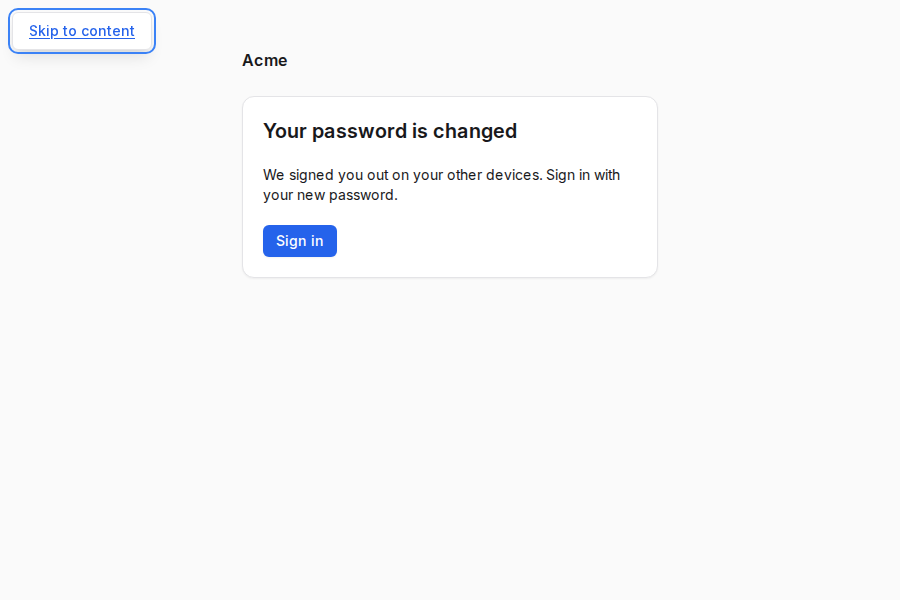 Skip to content
Acme
Your password is changed
We signed you out on your other devices. Sign in with
your new password.
Sign in